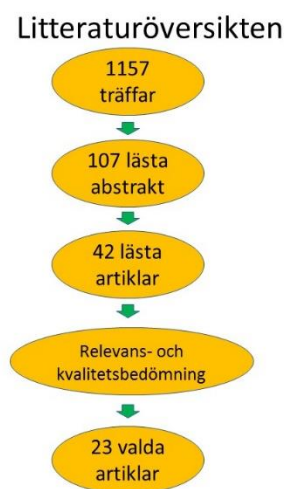 Litteraturöversikten
1157
träffar
107 lästa
abstrakt
42 lästa
artiklar
Relevans- och
kvalitetsbedömning
23 valda
artiklar